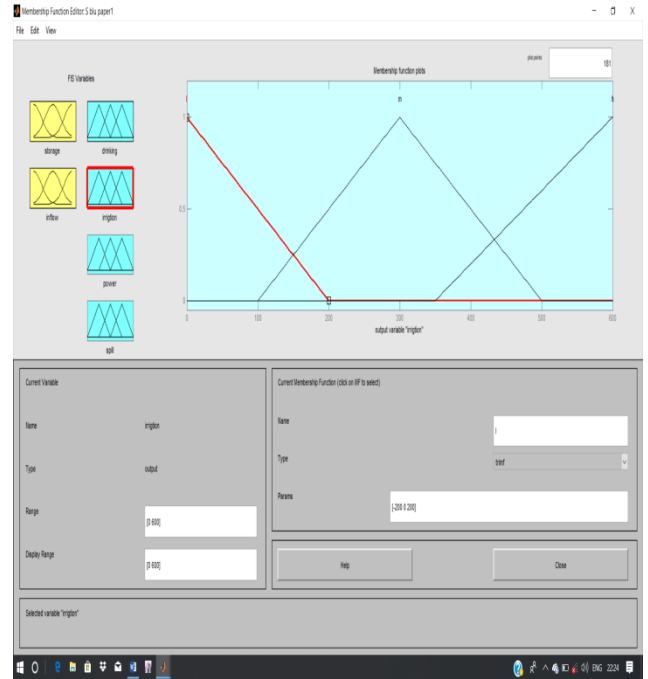 Membership Function Editor: S blu paper1
File Edit View
FIS Variables
storage
drinking
inflow
irrigtion
power
spill
Membership function plots
plot points:
181
l
m
h
1
0.5
0
0 100 200 300 400 500 600
output variable "irrigtion"
Current Variable
Name irrigtion
Type output
Range [0 600]
Display Range [0 600]
Current Membership Function (click on MF to select)
Name l
Type trimf
Params [-200 0 200]
Help Close
Selected variable "irrigtion"
ENG 22:24